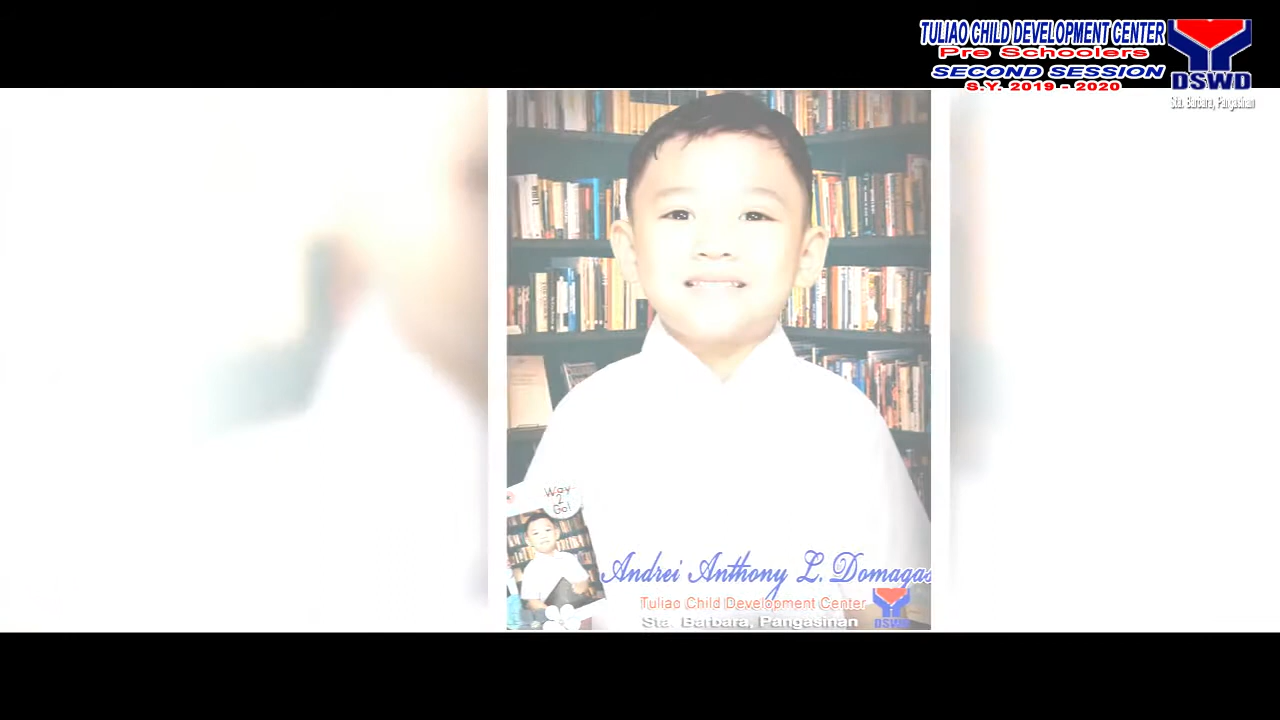 TULIAO CHILD DEVELOPMENT CENTER
Pre Schoolers
SECOND SESSION
S.Y. 2019 - 2020
DSWD
Sta. Barbara, Pangasinan
Way
2
Go!
Andrei Anthony L. Domagas
Tuliao Child Development Center
DSWD
Sta. Barbara, Pangasinan